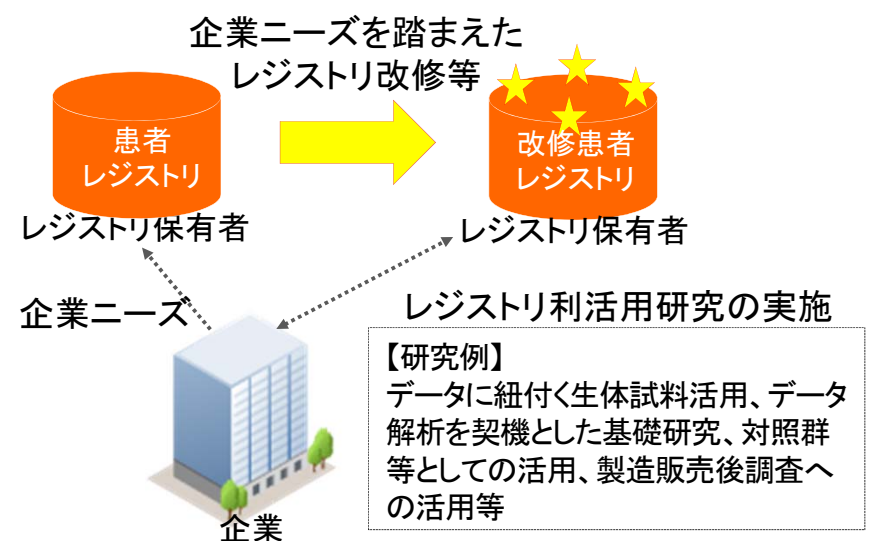 企業ニーズを踏まえた
レジストリ改修等
患者
レジストリ
改修患者
レジストリ
レジストリ保有者
レジストリ保有者
企業ニーズ
レジストリ利活用研究の実施
【研究例】
データに紐付く生体試料活用、データ
解析を契機とした基礎研究、対照群
等としての活用、製造販売後調査へ
の活用等
企業